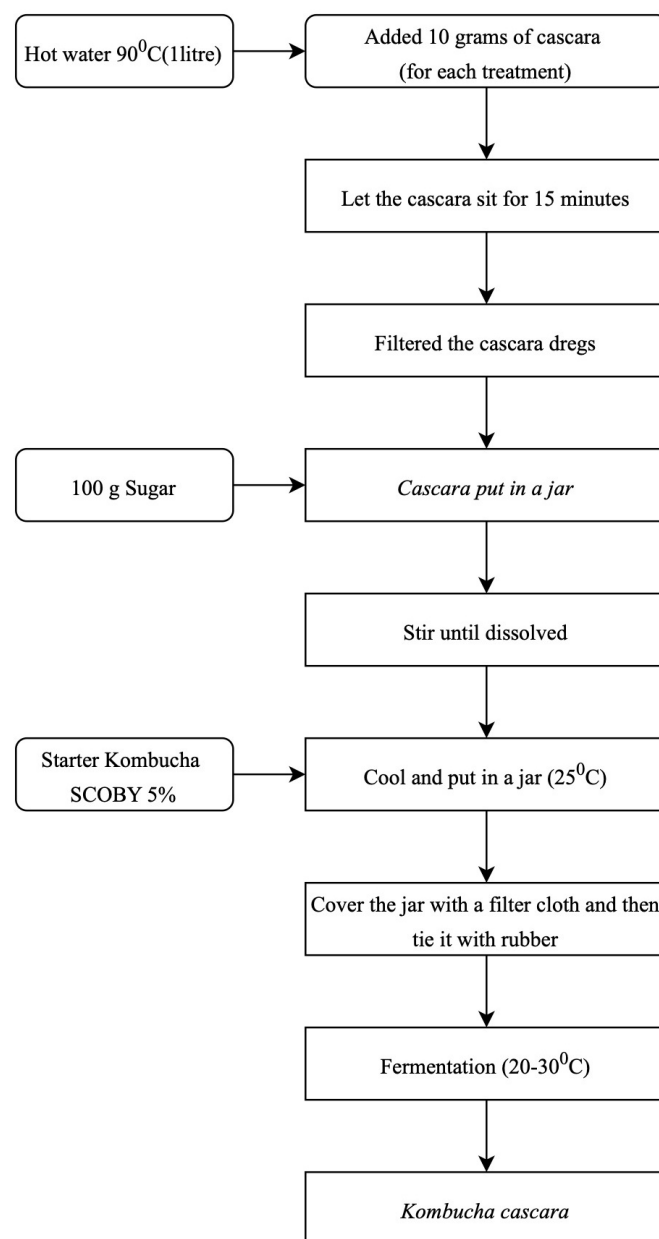 Hot water 90⁰C(1litre)
Added 10 grams of cascara
(for each treatment)
Let the cascara sit for 15 minutes
Filtered the cascara dregs
100 g Sugar
Cascara put in a jar
Stir until dissolved
Starter Kombucha
SCOBY 5%
Cool and put in a jar (25⁰C)
Cover the jar with a filter cloth and then
tie it with rubber
Fermentation (20-30⁰C)
Kombucha cascara